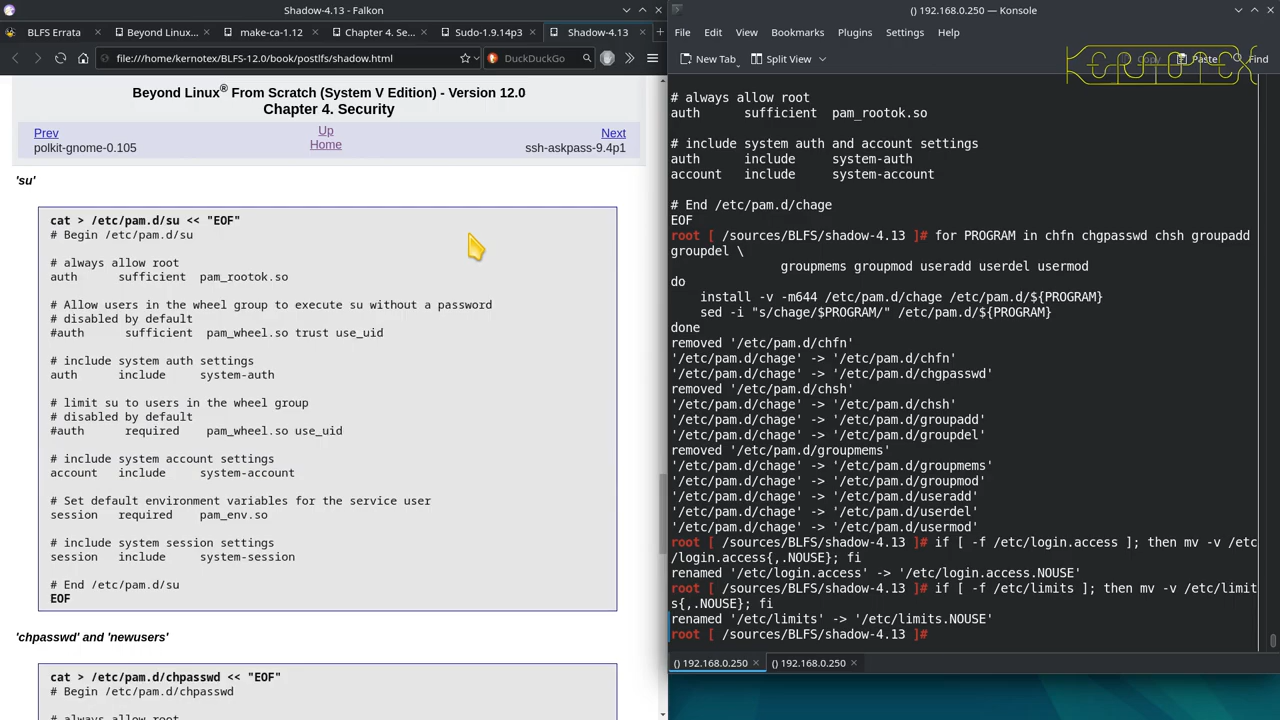 Shadow-4.13 - Falkon
BLFS Errata
Beyond Linux...
make-ca-1.12
Chapter 4. Se...
Sudo-1.9.14p3
Shadow-4.13
file:///home/kernotex/BLFS-12.0/book/postlfs/shadow.html
DuckDuckGo
Beyond Linux® From Scratch (System V Edition) - Version 12.0
Chapter 4. Security
Prev
Up
Next
polkit-gnome-0.105
Home
ssh-askpass-9.4p1
'su'
cat > /etc/pam.d/su << "EOF"
# Begin /etc/pam.d/su
# always allow root
auth sufficient pam_rootok.so
# Allow users in the wheel group to execute su without a password
# disabled by default
#auth sufficient pam_wheel.so trust use_uid
# include system auth settings
auth include system-auth
# limit su to users in the wheel group
# disabled by default
#auth required pam_wheel.so use_uid
# include system account settings
account include system-account
# Set default environment variables for the service user
session required pam_env.so
# include system session settings
session include system-session
# End /etc/pam.d/su
EOF
'chpasswd' and 'newusers'
cat > /etc/pam.d/chpasswd << "EOF"
# Begin /etc/pam.d/chpasswd
# always allow root
() 192.168.0.250 — Konsole
File Edit View Bookmarks Plugins Settings Help
New Tab Split View Copy Paste Find
KERNOTEX
# always allow root
auth sufficient pam_rootok.so
# include system auth and account settings
auth include system-auth
account include system-account
# End /etc/pam.d/chage
EOF
root [ /sources/BLFS/shadow-4.13 ]# for PROGRAM in chfn chgpasswd chsh groupadd
groupdel \
groupmems groupmod useradd userdel usermod
do
install -v -m644 /etc/pam.d/chage /etc/pam.d/${PROGRAM}
sed -i "s/chage/$PROGRAM/" /etc/pam.d/${PROGRAM}
done
removed '/etc/pam.d/chfn'
'/etc/pam.d/chage' -> '/etc/pam.d/chfn'
'/etc/pam.d/chage' -> '/etc/pam.d/chgpasswd'
removed '/etc/pam.d/chsh'
'/etc/pam.d/chage' -> '/etc/pam.d/chsh'
'/etc/pam.d/chage' -> '/etc/pam.d/groupadd'
'/etc/pam.d/chage' -> '/etc/pam.d/groupdel'
removed '/etc/pam.d/groupmems'
'/etc/pam.d/chage' -> '/etc/pam.d/groupmems'
'/etc/pam.d/chage' -> '/etc/pam.d/groupmod'
'/etc/pam.d/chage' -> '/etc/pam.d/useradd'
'/etc/pam.d/chage' -> '/etc/pam.d/userdel'
'/etc/pam.d/chage' -> '/etc/pam.d/usermod'
root [ /sources/BLFS/shadow-4.13 ]# if [ -f /etc/login.access ]; then mv -v /etc
/login.access{,.NOUSE}; fi
renamed '/etc/login.access' -> '/etc/login.access.NOUSE'
root [ /sources/BLFS/shadow-4.13 ]# if [ -f /etc/limits ]; then mv -v /etc/limit
s{,.NOUSE}; fi
renamed '/etc/limits' -> '/etc/limits.NOUSE'
root [ /sources/BLFS/shadow-4.13 ]#
() 192.168.0.250
() 192.168.0.250